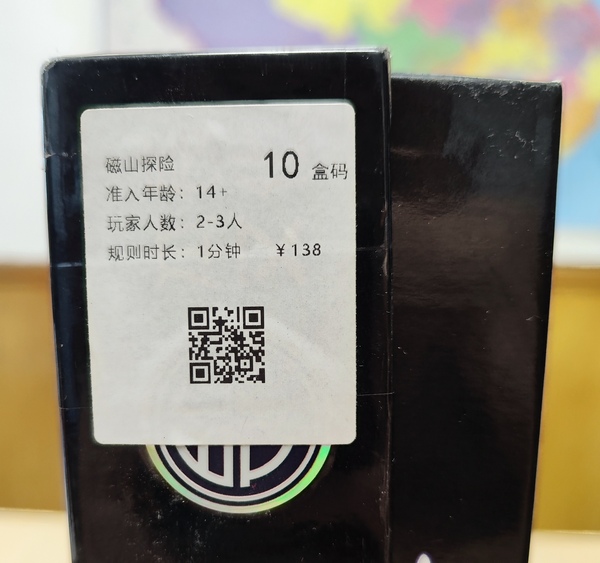 磁山探险 10 盒码
准入年龄：14+
玩家人数：2-3人
规则时长：1分钟 ￥138